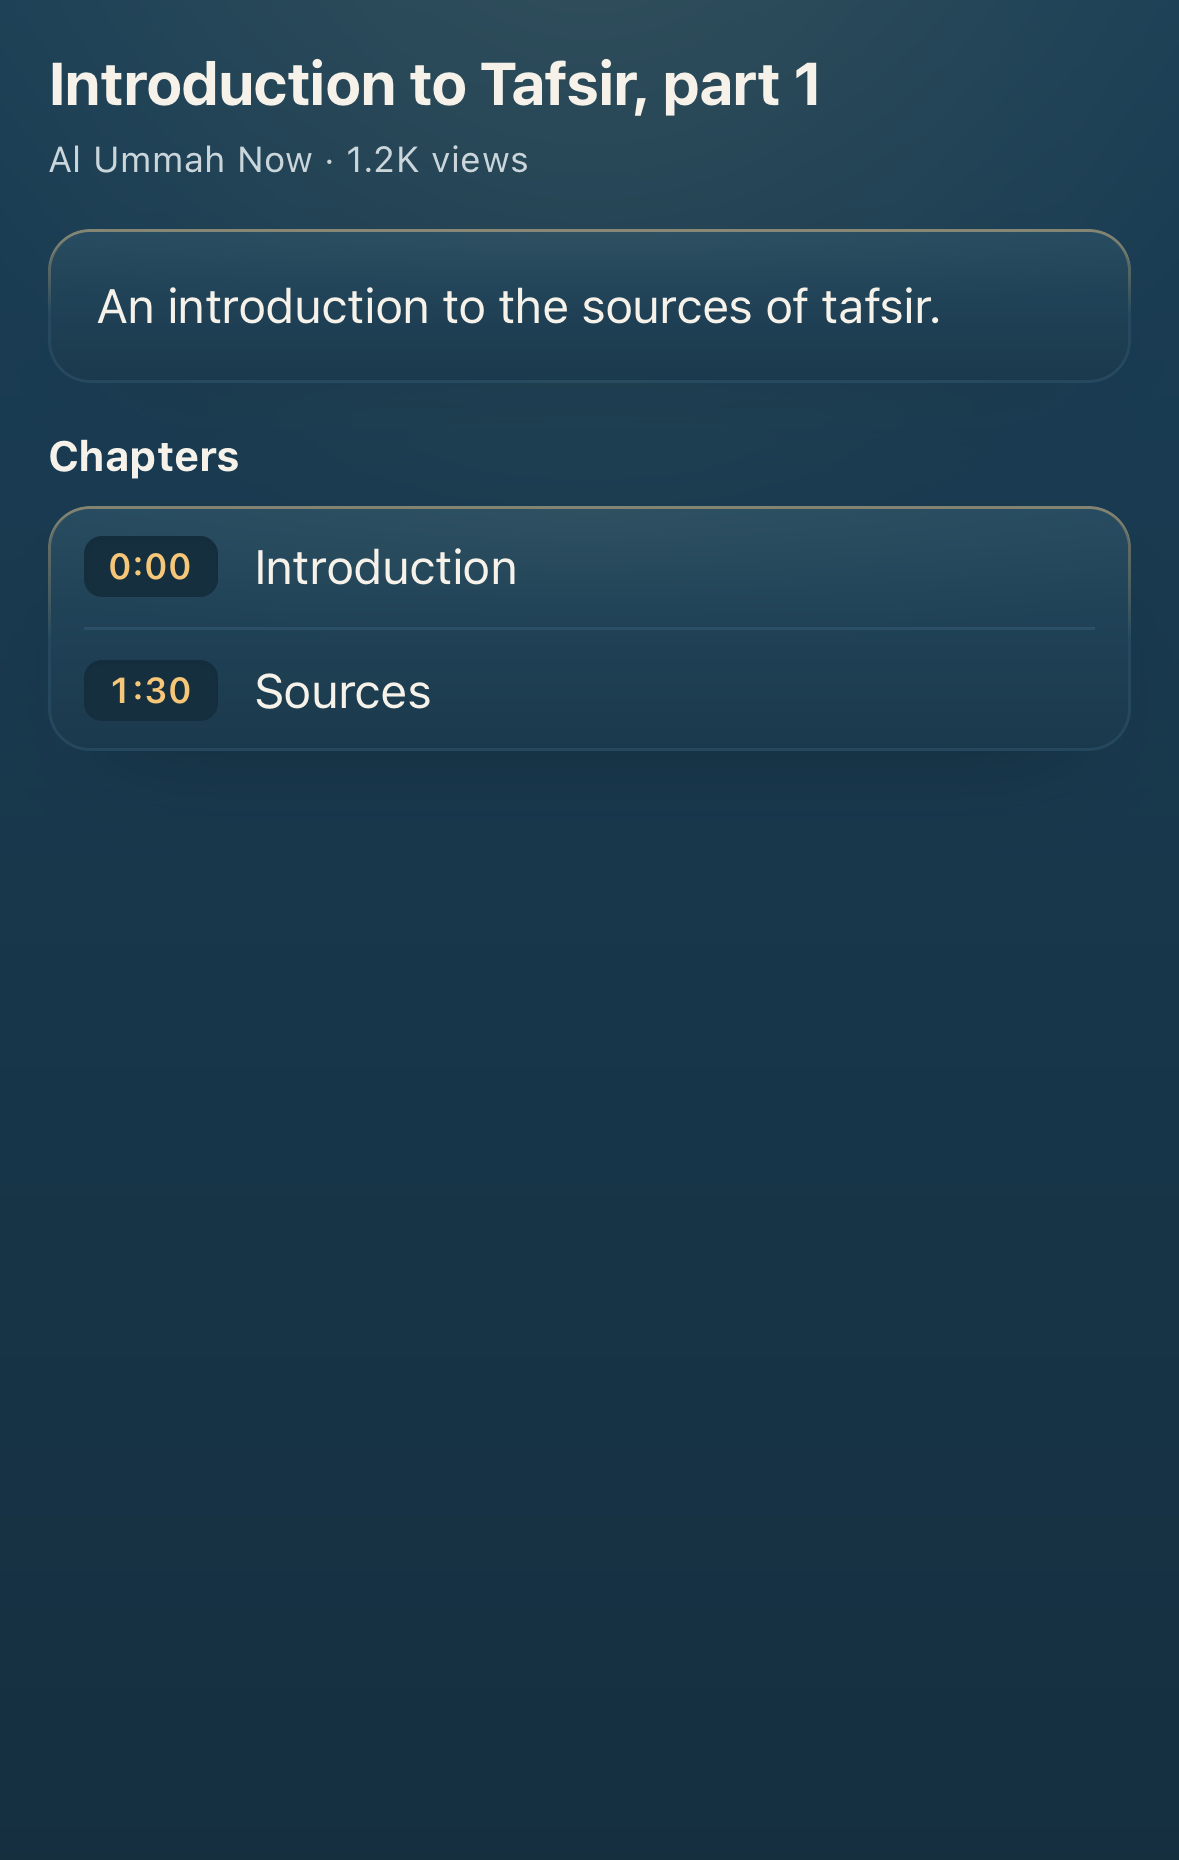 Introduction to Tafsir, part 1
Al Ummah Now · 1.2K views
An introduction to the sources of tafsir.
Chapters
0:00 Introduction
1:30 Sources